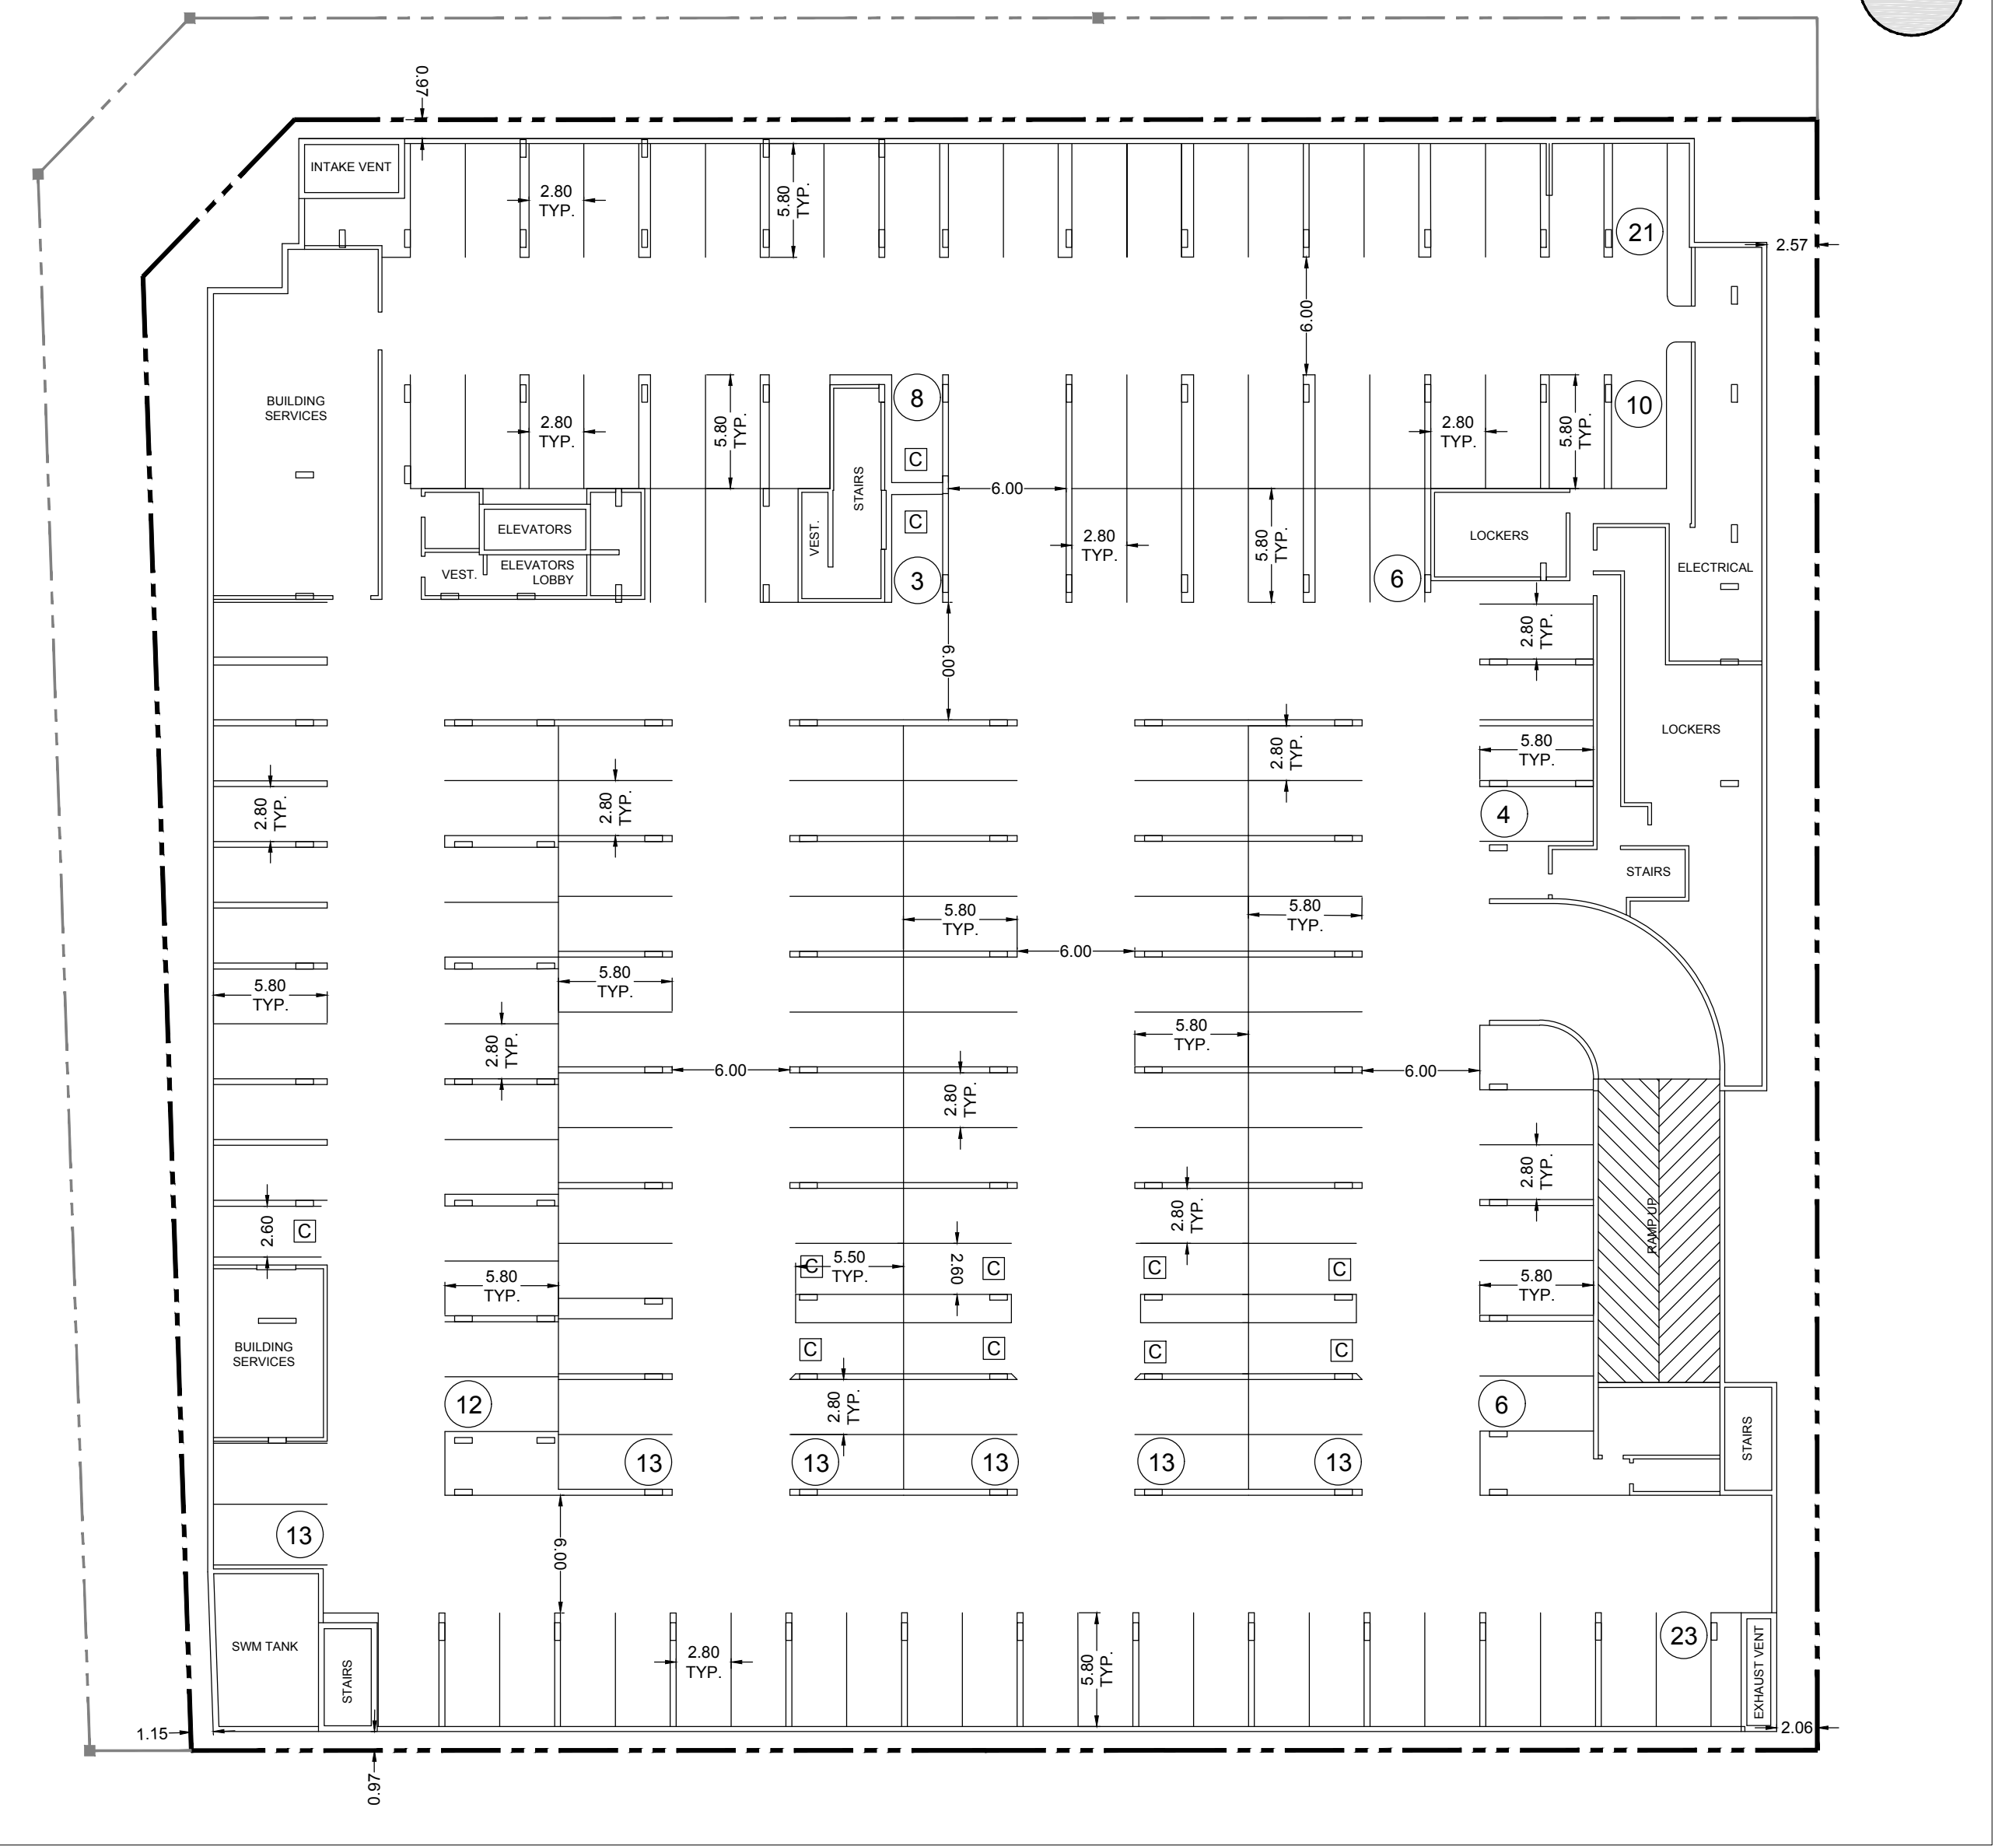 0.97
INTAKE VENT
2.80
TYP.
5.80
TYP.
21
2.57
6.00
BUILDING
SERVICES
2.80
TYP.
5.80
TYP.
8
C
STAIRS
2.80
TYP.
5.80
TYP.
10
6.00
C
VEST.
ELEVATORS
ELEVATORS
LOBBY
VEST.
3
2.80
TYP.
5.80
TYP.
6
LOCKERS
ELECTRICAL
6.00
2.80
TYP.
LOCKERS
5.80
TYP.
2.80
TYP.
2.80
TYP.
2.80
TYP.
4
STAIRS
5.80
TYP.
5.80
TYP.
6.00
5.80
TYP.
5.80
TYP.
2.80
TYP.
5.80
TYP.
6.00
2.80
TYP.
6.00
2.80
TYP.
2.80
TYP.
RAMP UP
2.60
C
C
5.50
TYP.
2.60
C
C
C
5.80
TYP.
5.80
TYP.
BUILDING
SERVICES
C
C
C
C
12
2.80
TYP.
6
STAIRS
13
13
13
13
13
13
6.00
SWM TANK
STAIRS
2.80
TYP.
5.80
TYP.
23
EXHAUST VENT
1.15
2.06
0.97